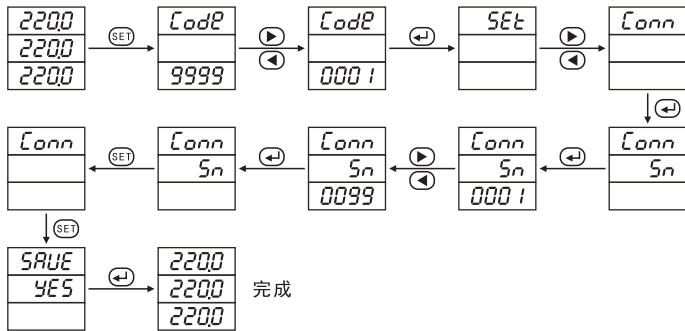 220.0
220.0
220.0
SET
Code
9999
Code
0001
SEt
Conn
Conn
SET
Conn
Sn
Conn
Sn
0099
Conn
Sn
0001
Conn
Sn
SET
SAVE
YES
220.0
220.0
220.0
完成